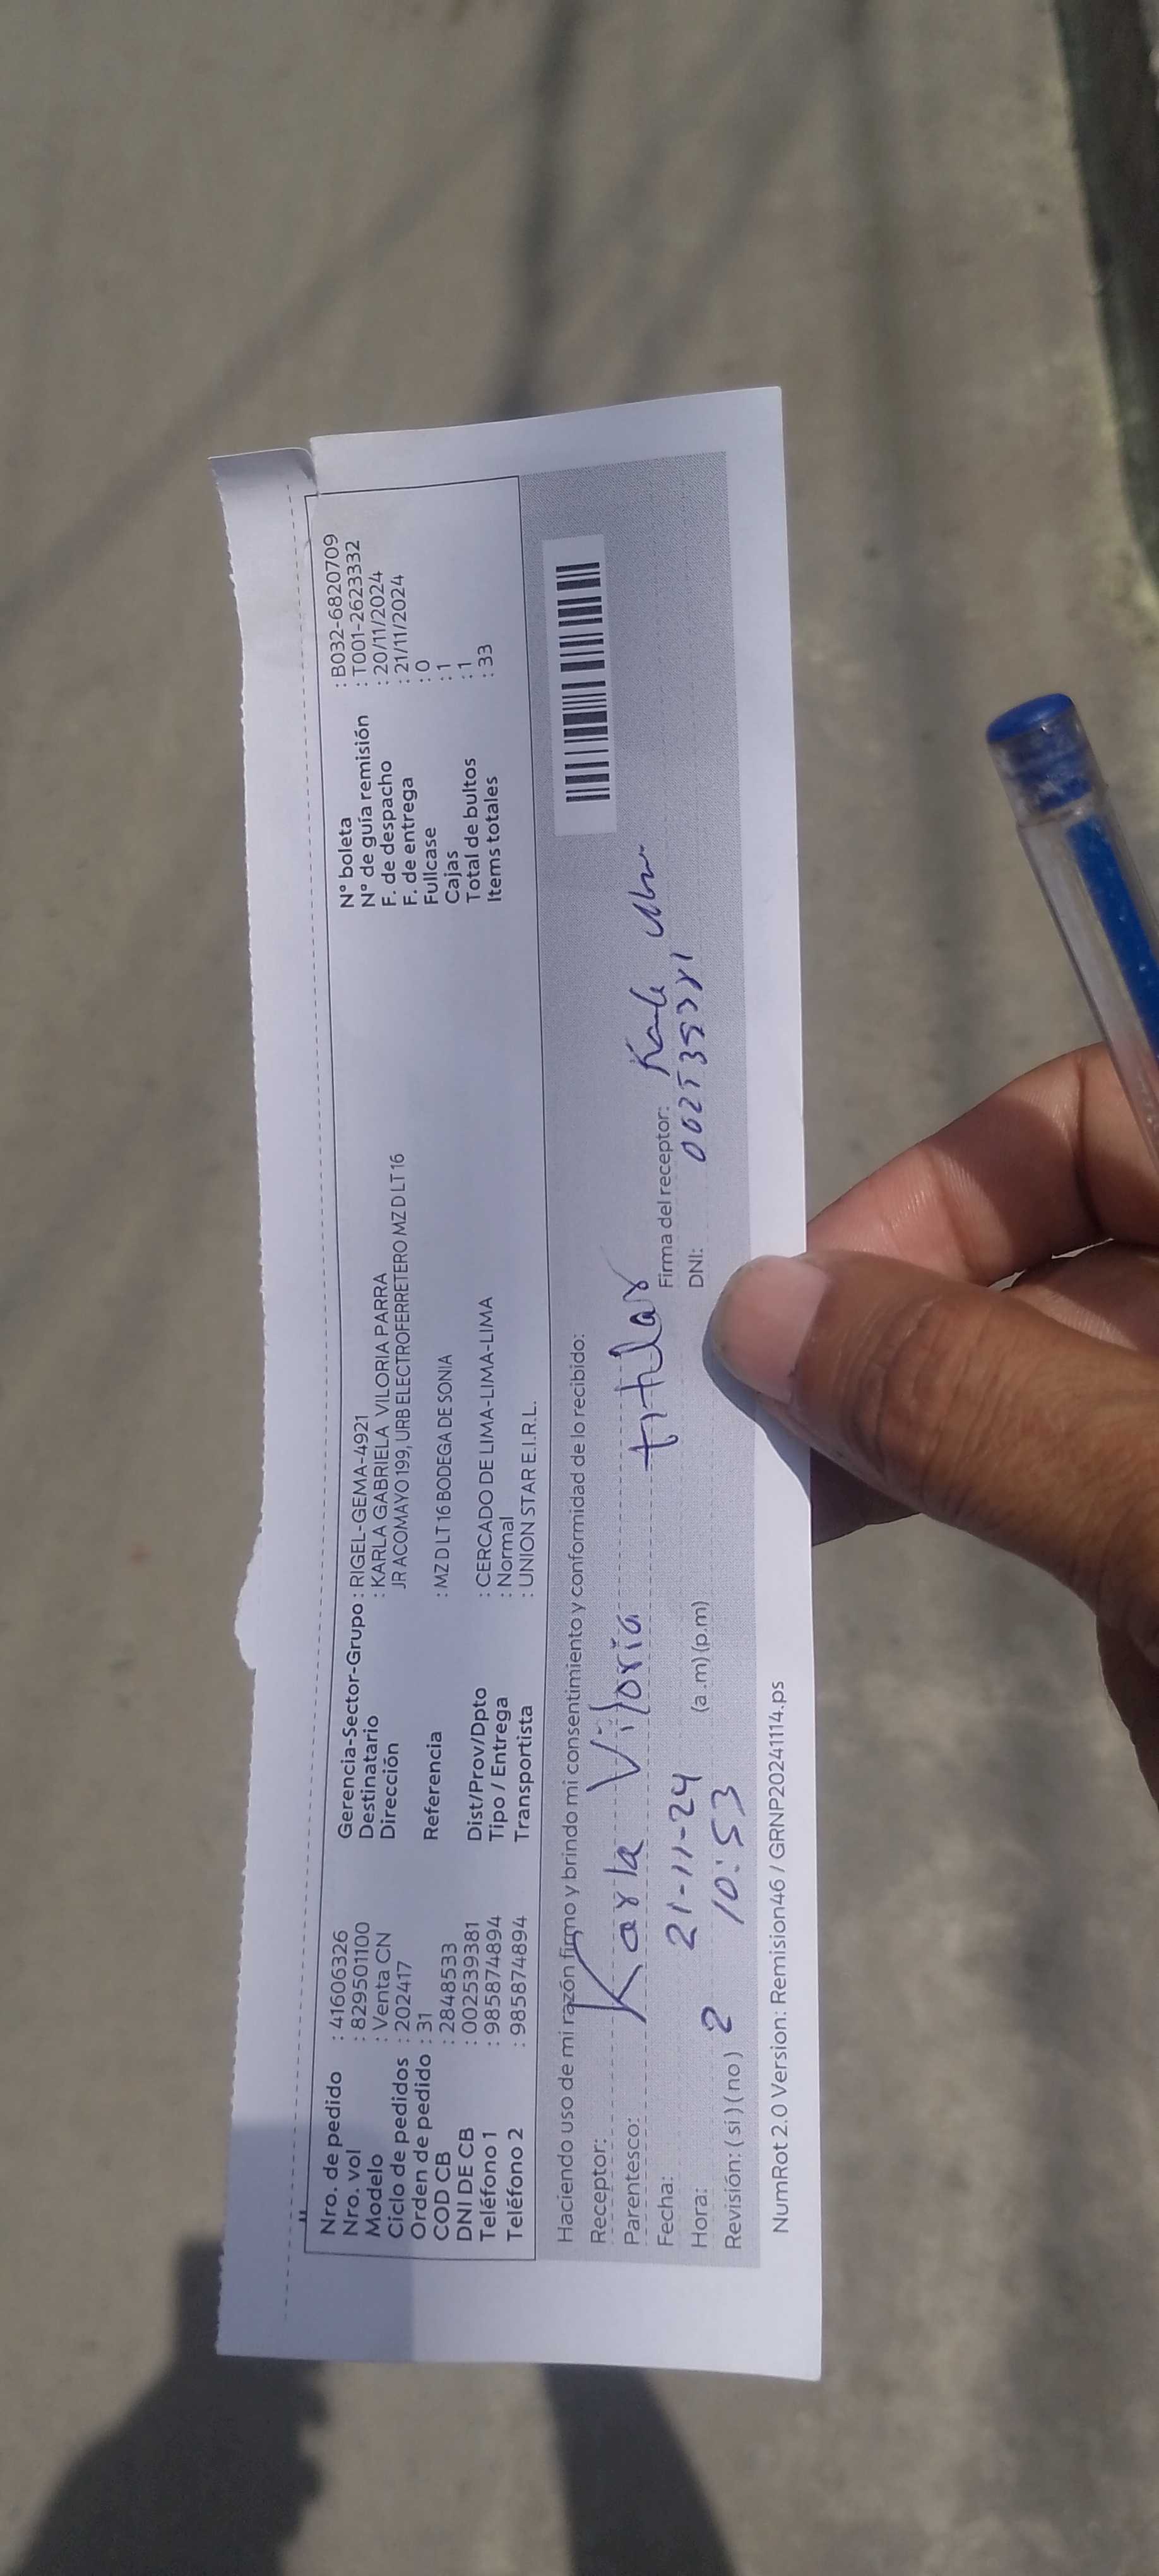 Nro. de pedido : 41606326 Gerencia-Sector-Grupo : RIGEL-GEMA-4921 N° boleta : B032-6820709
Nro. vol : 829501100 Destinatario : KARLA GABRIELA VILORIA PARRA N° de guía remisión : T001-2623332
Modelo : Venta CN Dirección JR ACOMAYO 199, URB ELECTROFERRETERO MZ D LT 16 F. de despacho : 20/11/2024
Ciclo de pedidos : 202417 F. de entrega : 21/11/2024
Orden de pedido : 31 Referencia : MZ D LT 16 BODEGA DE SONIA Fullcase : 0
COD CB : 2848533 Cajas : 1
DNI DE CB : 002539381 Dist/Prov/Dpto : CERCADO DE LIMA-LIMA-LIMA Total de bultos : 1
Teléfono 1 : 985874894 Tipo / Entrega : Normal Items totales : 33
Teléfono 2 : 985874894 Transportista : UNION STAR E.I.R.L.
Haciendo uso de mi razón firmo y brindo mi consentimiento y conformidad de lo recibido:
Receptor: Karla Viloria
Parentesco: titular
Fecha: 21-11-24 Firma del receptor: Karla
Hora: 10:53 (a.m) (p.m) DNI: 002539381
Revisión: ( si ) ( no ) 2
NumRot 2.0 Version: Remision46 / GRNP20241114.ps